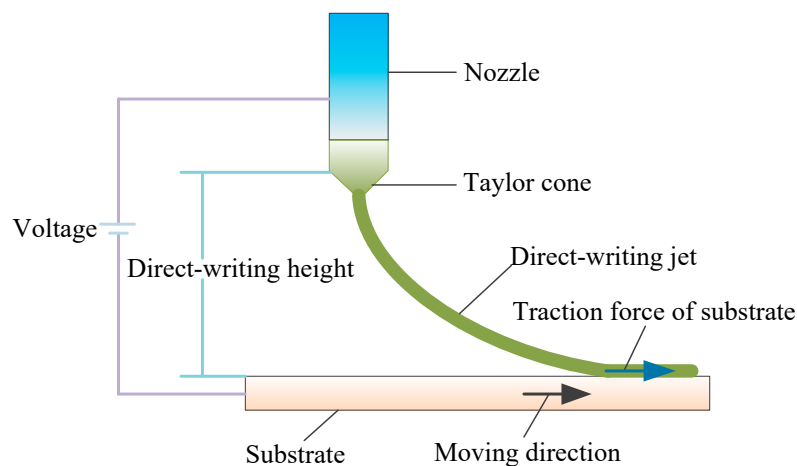 Nozzle
Taylor cone
Voltage
Direct-writing height
Direct-writing jet
Traction force of substrate
Substrate
Moving direction